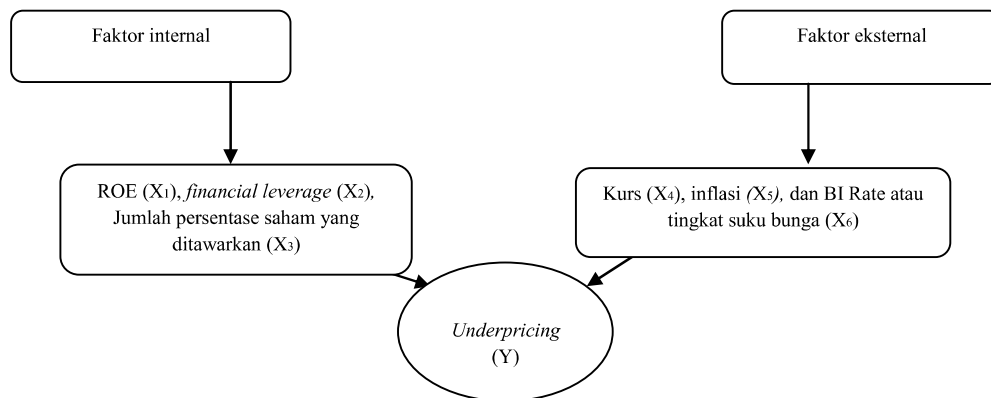 Faktor internal
Faktor eksternal
ROE (X₁), financial leverage (X₂),
Jumlah persentase saham yang
ditawarkan (X₃)
Kurs (X₄), inflasi (X₅), dan BI Rate atau
tingkat suku bunga (X₆)
Underpricing
(Y)